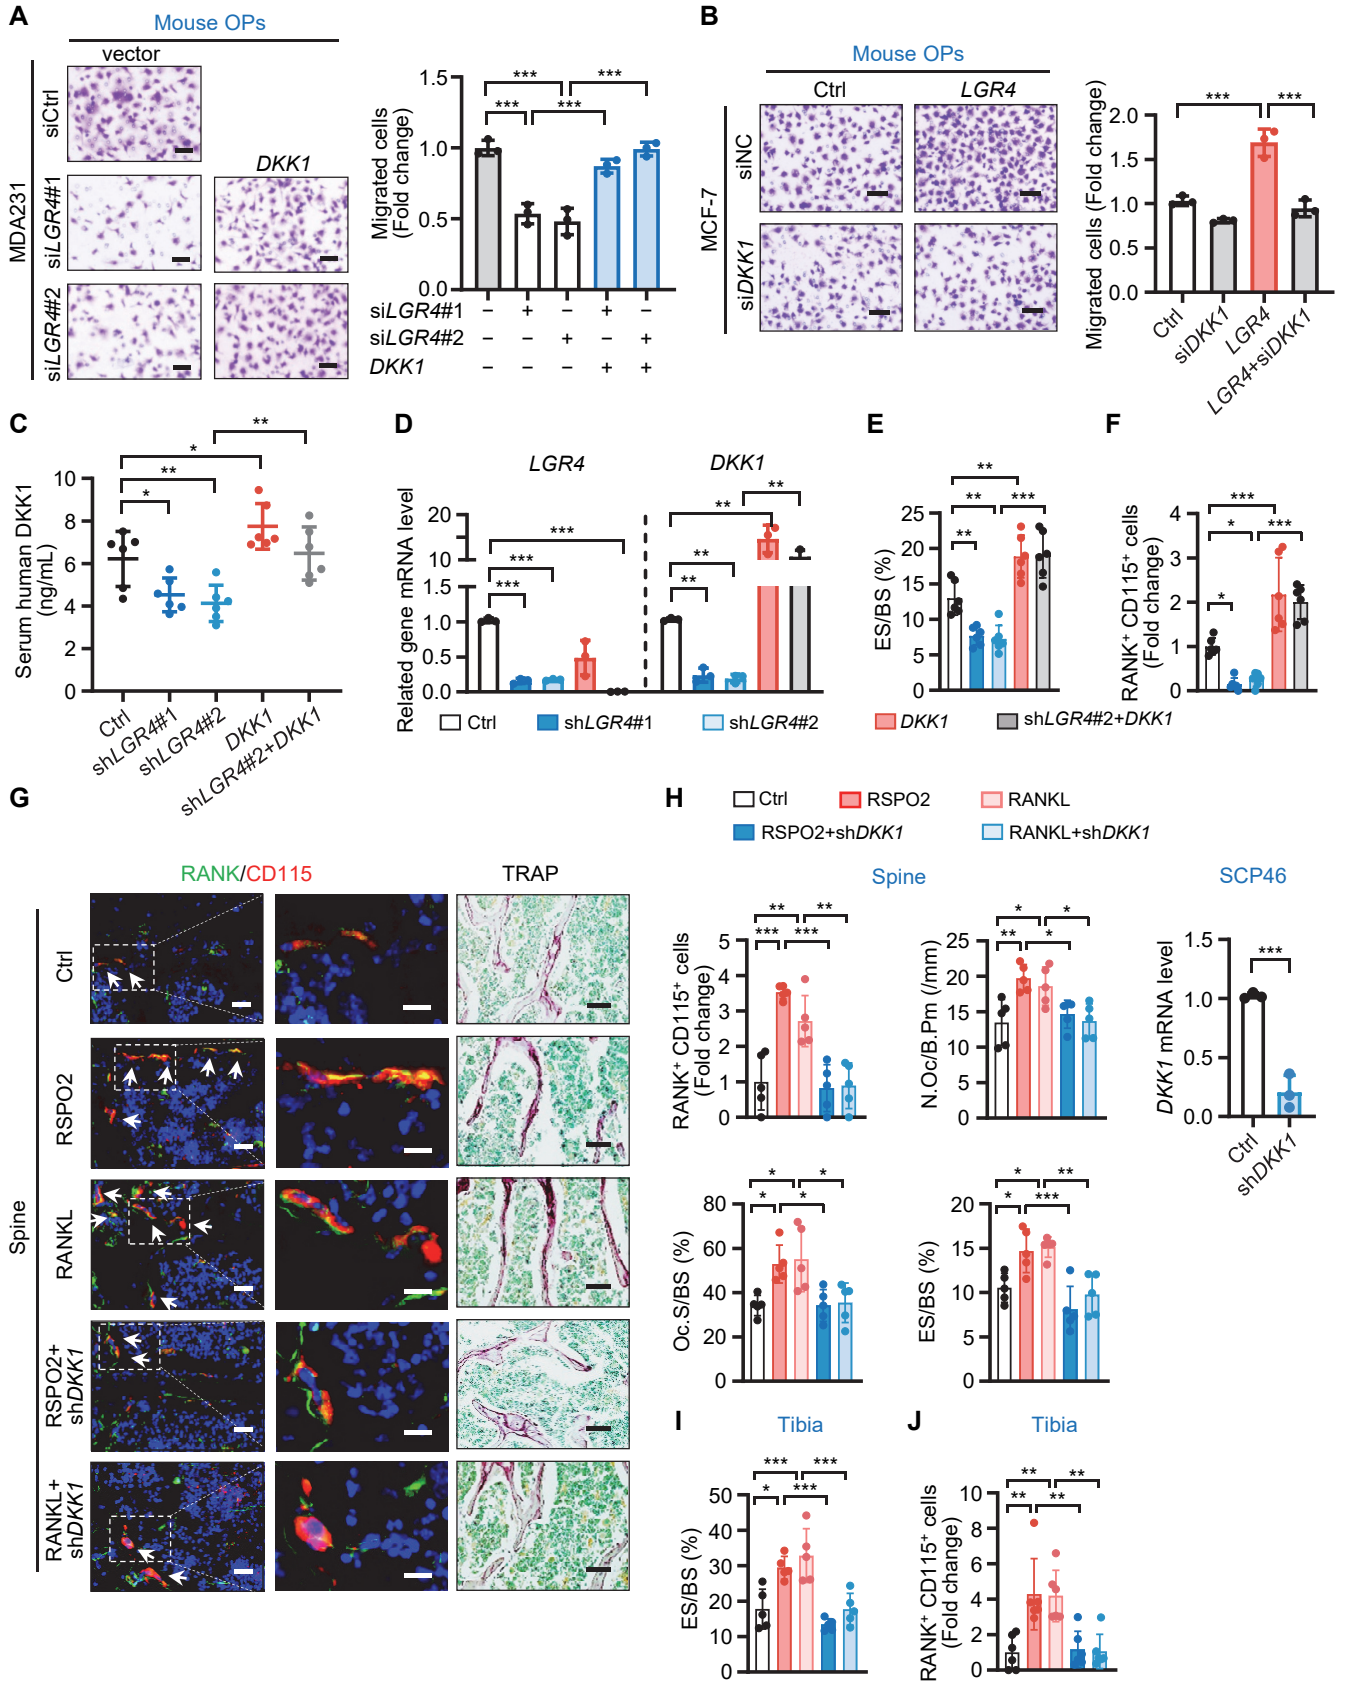 A
Mouse OPs
vector
DKK1
MDA231
siCtrl
siLGR4#1
siLGR4#2
Migrated cells
(Fold change)
1.5
1.0
0.5
0.0
*** ***
*** ***
siLGR4#1 − + − + −
siLGR4#2 − − + − +
DKK1 − − − + +
B
Mouse OPs
Ctrl LGR4
MCF-7
siNC
siDKK1
Migrated cells (Fold change)
2.0
1.5
1.0
0.5
0.0
*** ***
Ctrl
siDKK1
LGR4
LGR4+siDKK1
C
Serum human DKK1
(ng/mL)
10
8
6
4
2
0
**
*
**
*
Ctrl
shLGR4#1
shLGR4#2
DKK1
shLGR4#2+DKK1
D
LGR4 DKK1
Related gene mRNA level
20
10
1.5
1.0
0.5
0.0
***
***
***
**
**
**
**
Ctrl shLGR4#1 shLGR4#2 DKK1 shLGR4#2+DKK1
E
ES/BS (%)
25
20
15
10
5
0
**
** ***
**
F
RANK+ CD115+ cells
(Fold change)
4
3
2
1
0
***
* ***
*
G
RANK/CD115 TRAP
Spine
Ctrl
RSPO2
RANKL
RSPO2+
shDKK1
RANKL+
shDKK1
H
Ctrl RSPO2 RANKL
RSPO2+shDKK1 RANKL+shDKK1
Spine SCP46
RANK+ CD115+ cells
(Fold change)
5
4
3
2
1
0
** **
*** ***
N.Oc/B.Pm (/mm)
25
20
15
10
5
0
* *
** *
DKK1 mRNA level
1.5
1.0
0.5
0.0
***
Ctrl
shDKK1
Oc.S/BS (%)
80
60
40
20
0
* *
* *
ES/BS (%)
20
15
10
5
0
* **
* ***
I
Tibia
ES/BS (%)
50
40
30
20
10
0
*** ***
* ***
J
Tibia
RANK+ CD115+ cells
(Fold change)
10
8
6
4
2
0
** **
** **